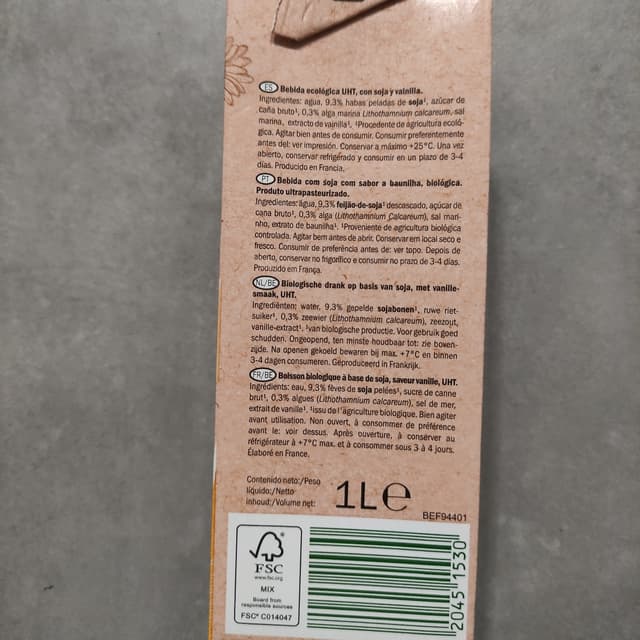 ES Bebida ecológica UHT, con soja y vainilla.
Ingredientes: agua, 9.3% habas peladas de soja¹, azúcar de
caña bruto¹, 0,3% alga marina (Lithothamnium calcareum), sal
marina, extracto de vainilla¹. ¹Procedente de agricultura ecoló-
gica. Agitar bien antes de consumir. Consumir preferentemente
antes del: ver impresión. Conservar a máximo +25°C. Una vez
abierto, conservar refrigerado y consumir en un plazo de 3-4
días. Producido en Francia.
PT Bebida com soja com sabor a baunilha, biológica.
Produto ultrapasteurizado.
Ingredientes: água, 9,3% feijão-de-soja¹ descascado, açúcar de
cana bruto¹, 0,3% alga (Lithothamnium Calcareum), sal mari-
nho, extrato de baunilha¹. ¹Proveniente de agricultura biológica
controlada. Agitar bem antes de abrir. Conservar em local seco e
fresco. Consumir de preferência antes de: ver topo. Depois de
aberto, conservar no frigorífico e consumir no prazo de 3-4 dias.
Produzido em França.
NL/BE Biologische drank op basis van soja, met vanille-
smaak, UHT.
Ingrediënten: water, 9.3% gepelde sojabonen¹, ruwe riet-
suiker¹, 0,3% zeewier (Lithothamnium calcareum), zeezout,
vanille-extract¹. ¹van biologische productie. Voor gebruik goed
schudden. Ongeopend, ten minste houdbaar tot: zie boven-
zijde. Na openen gekoeld bewaren bij max. +7°C en binnen
3-4 dagen consumeren. Geproduceerd in Frankrijk.
FR/BE Boisson biologique à base de soja, saveur vanille, UHT.
Ingrédients: eau, 9,3% fèves de soja pelées¹, sucre de canne
brut¹, 0,3% algues (Lithothamnium calcareum), sel de mer,
extrait de vanille¹. ¹issu de l'agriculture biologique. Bien agiter
avant utilisation. Non ouvert, à consommer de préférence
avant le: voir dessus. Après ouverture, à conserver au
réfrigérateur à +7°C max. et à consommer sous 3 à 4 jours.
Élaboré en France.
Contenido neto:/Peso
líquido:/Netto
inhoud:/Volume net:
1L℮
BEF94401
FSC
www.fsc.org
MIX
Board from
responsible sources
FSC® C014047
2045 1530